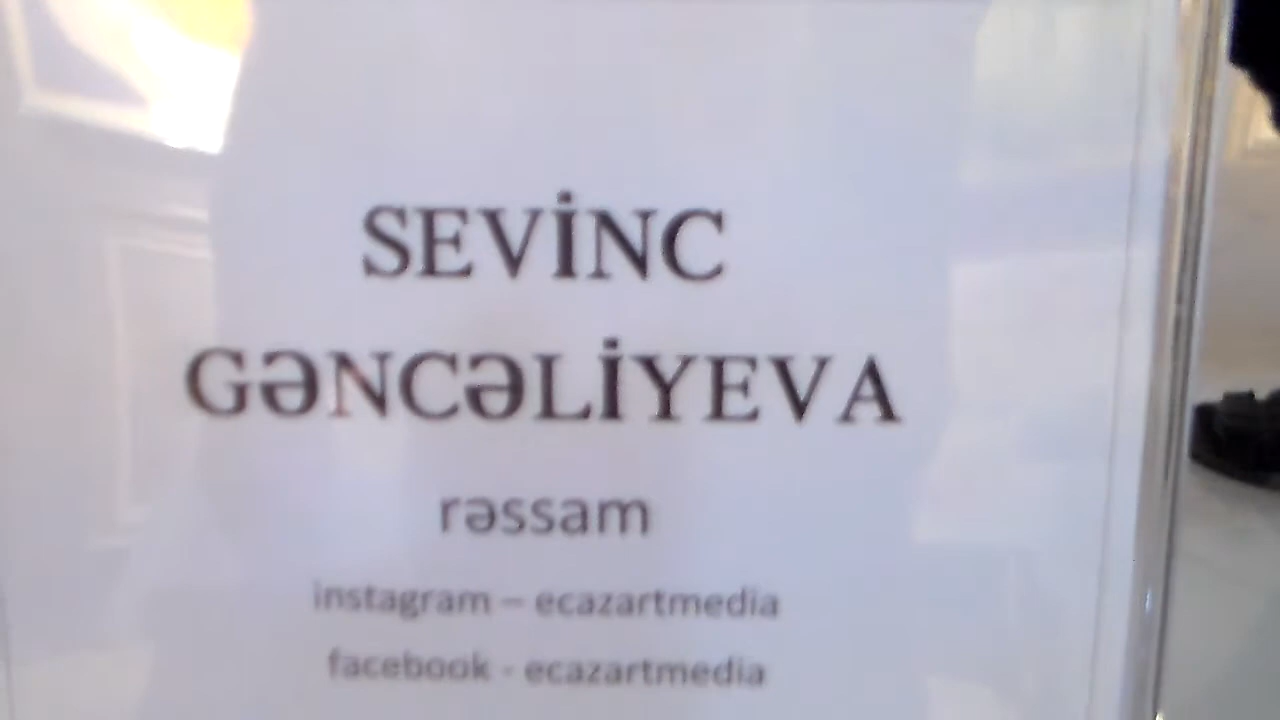 SEVİNC
GƏNCƏLİYEVA
rəssam
instagram – ecazartmedia
facebook - ecazartmedia